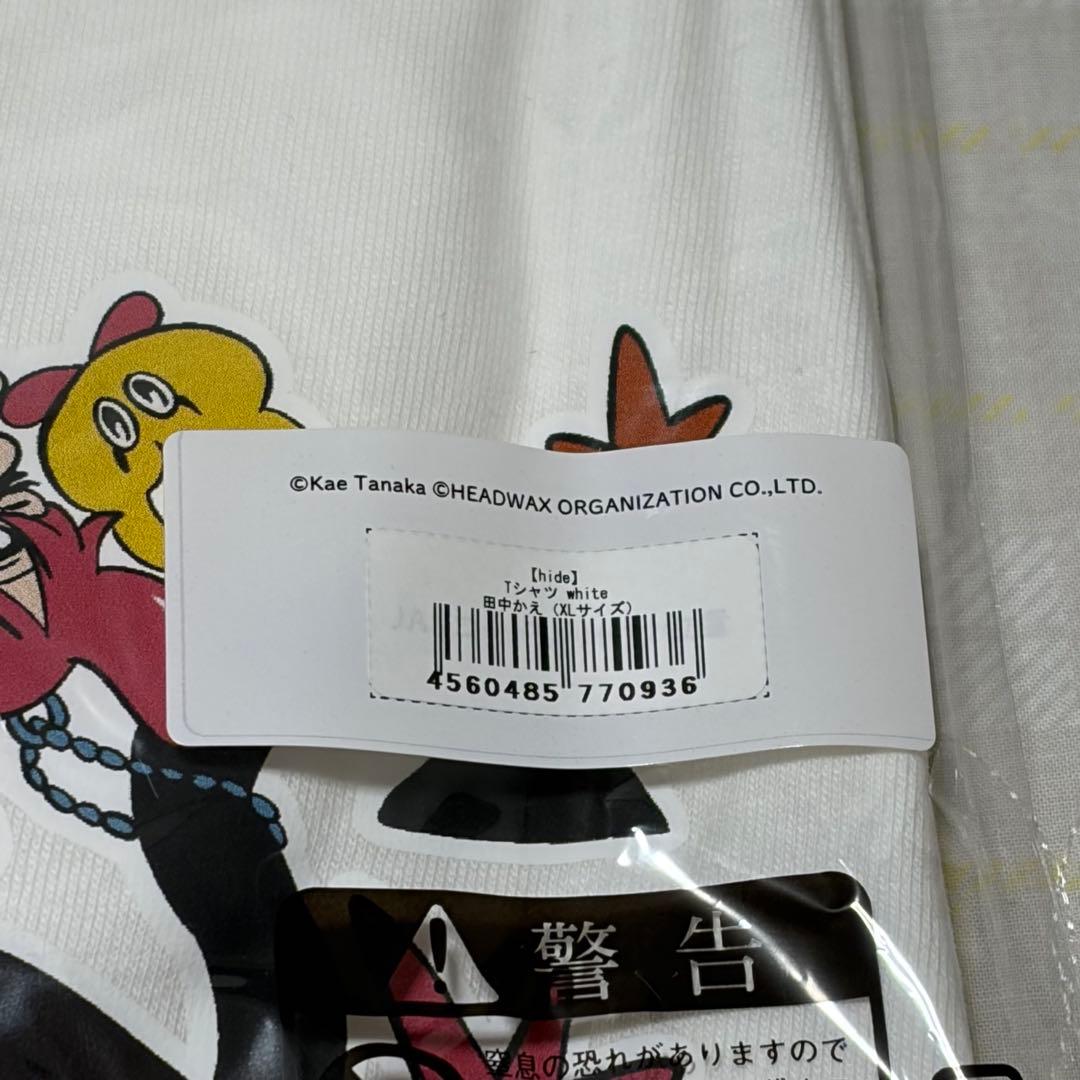 ©Kae Tanaka ©HEADWAX ORGANIZATION CO.,LTD.
【hide】
Tシャツ white
田中かえ (XLサイズ)
4560485 770936
警告
窒息の恐れがありますので